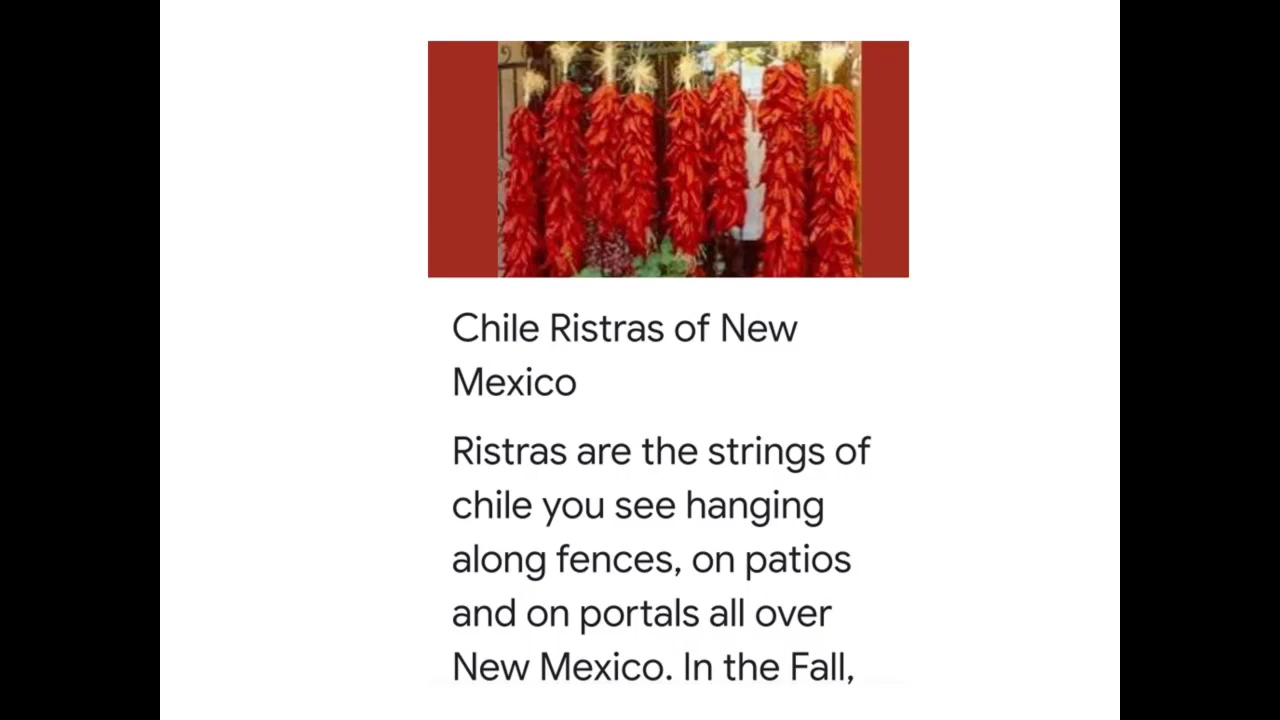 Chile Ristras of New
Mexico
Ristras are the strings of
chile you see hanging
along fences, on patios
and on portals all over
New Mexico. In the Fall,